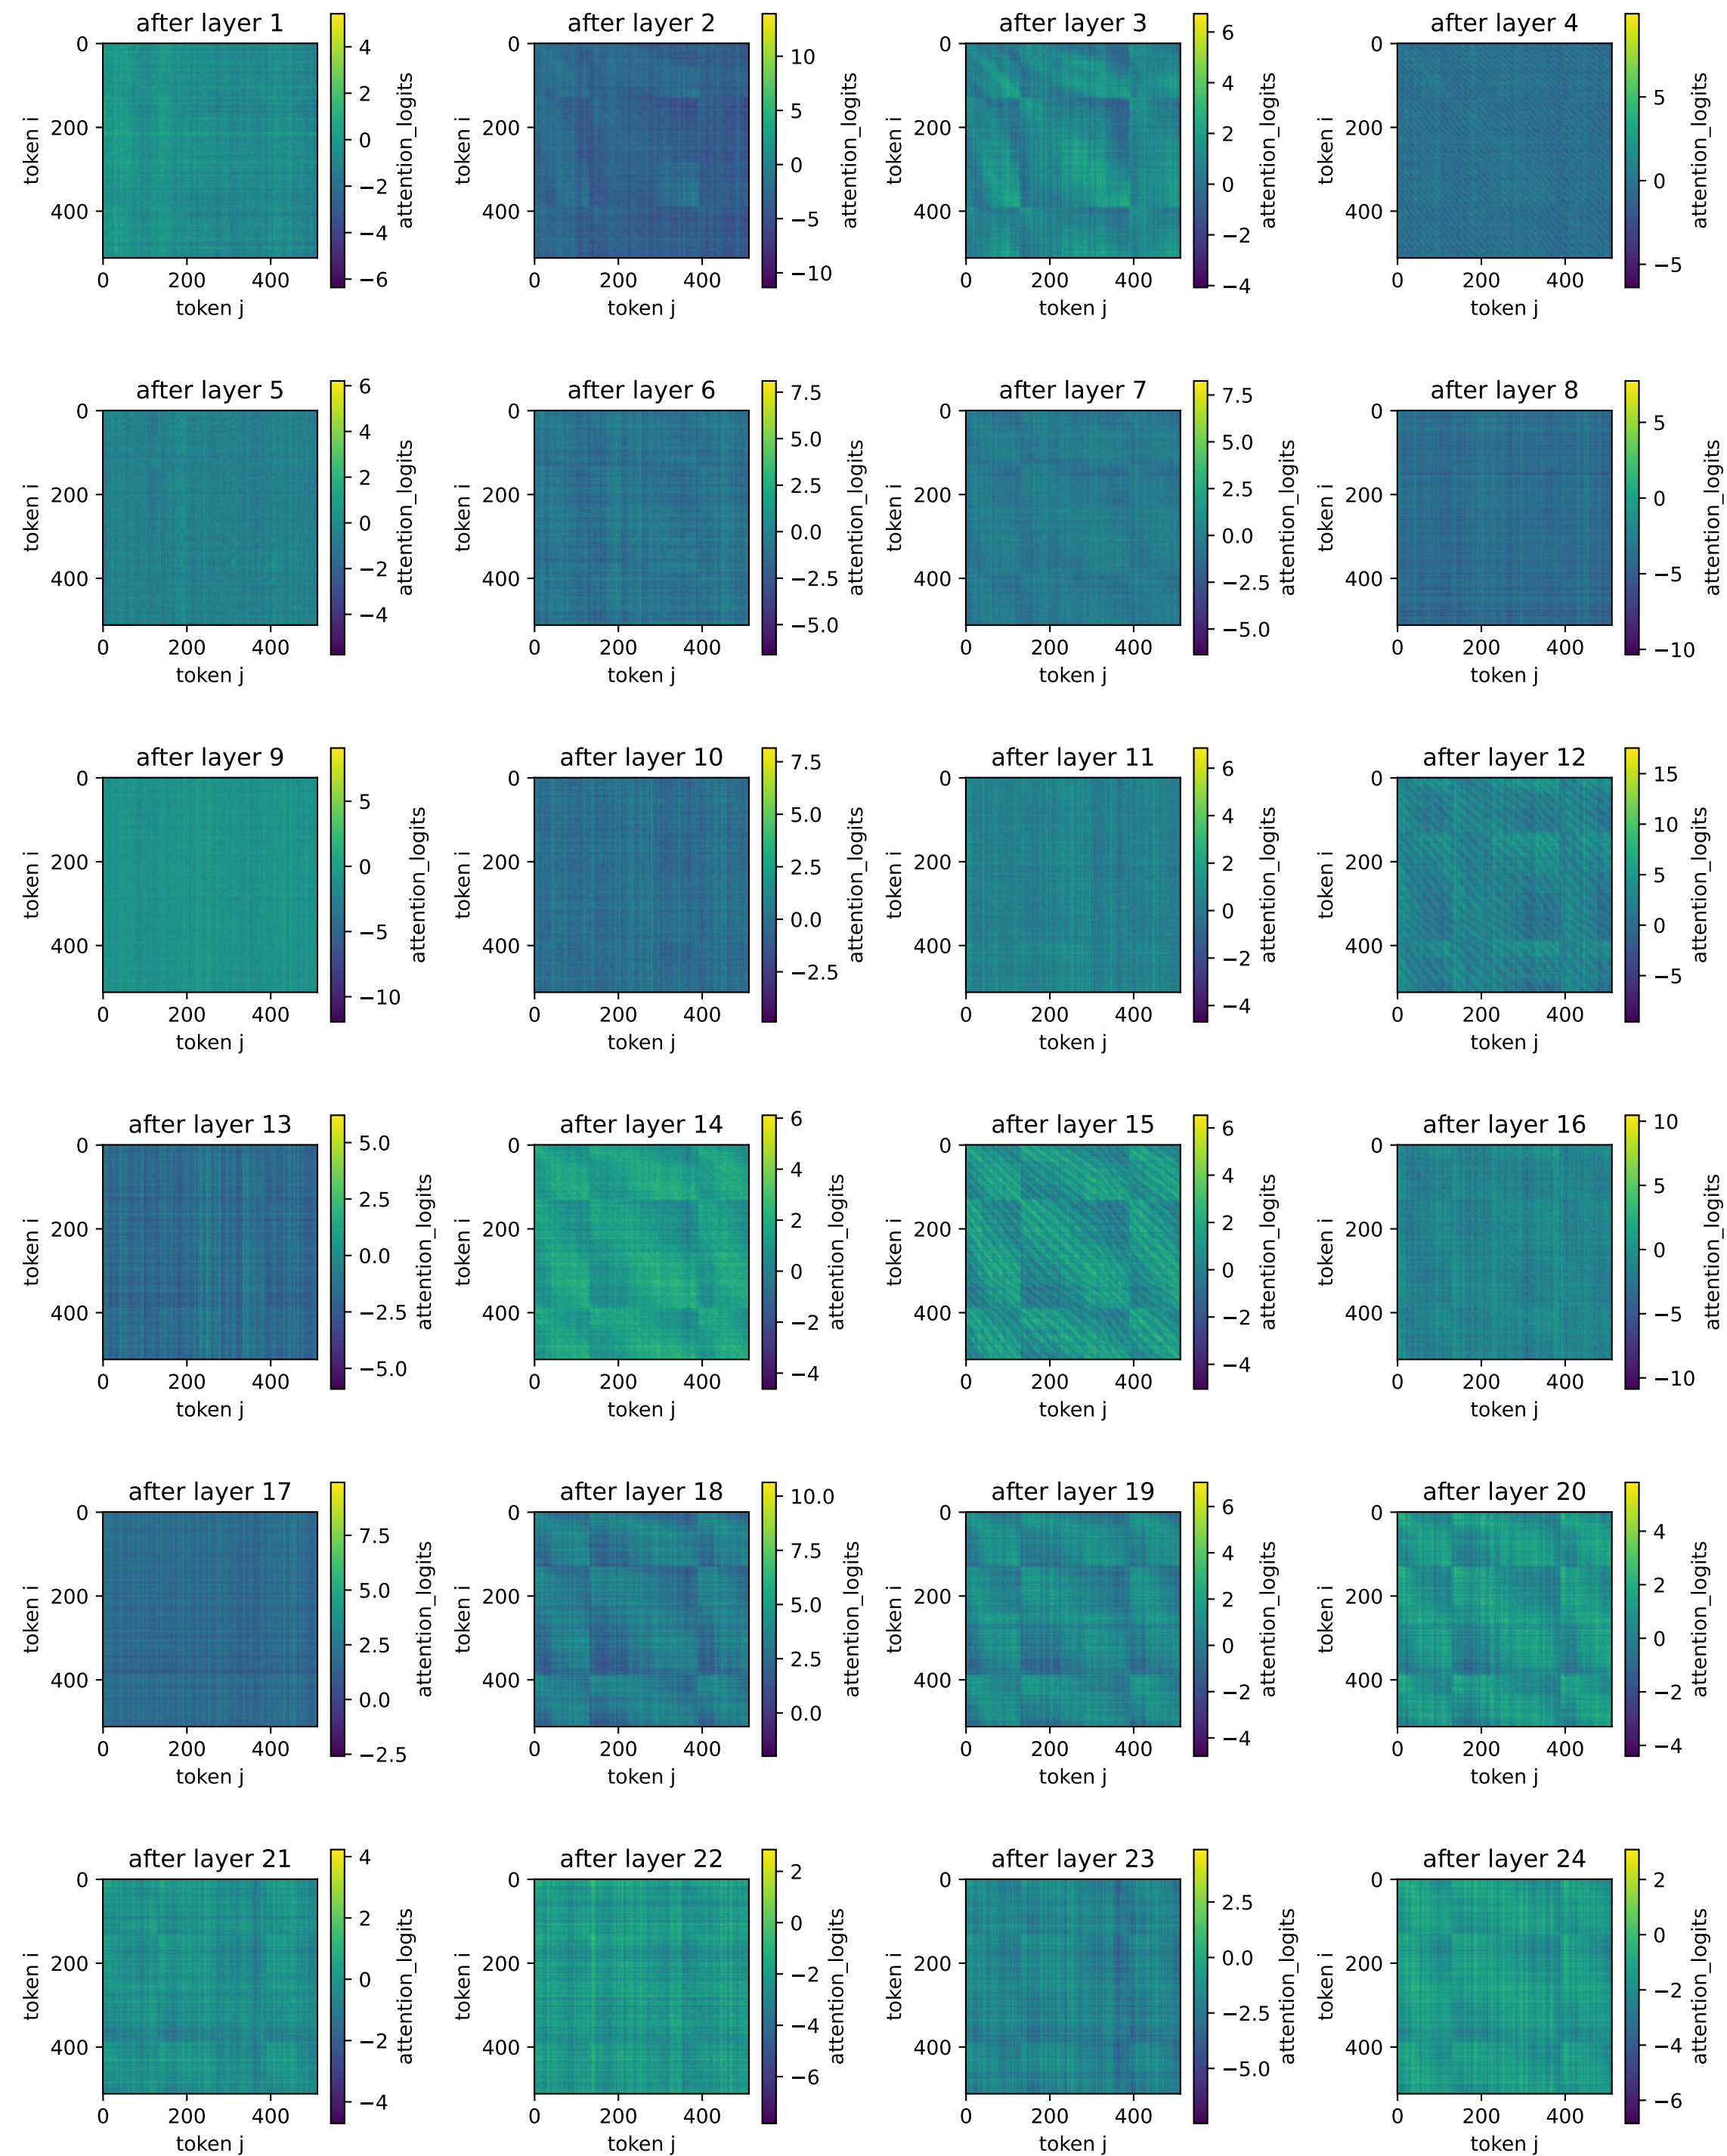 after layer 1
0
200
400
token i
0 200 400
token j
4
2
0
−2
−4
−6
attention_logits
after layer 2
0
200
400
token i
0 200 400
token j
10
5
0
−5
−10
attention_logits
after layer 3
0
200
400
token i
0 200 400
token j
6
4
2
0
−2
−4
attention_logits
after layer 4
0
200
400
token i
0 200 400
token j
5
0
−5
attention_logits
after layer 5
0
200
400
token i
0 200 400
token j
6
4
2
0
−2
−4
attention_logits
after layer 6
0
200
400
token i
0 200 400
token j
7.5
5.0
2.5
0.0
−2.5
−5.0
attention_logits
after layer 7
0
200
400
token i
0 200 400
token j
7.5
5.0
2.5
0.0
−2.5
−5.0
attention_logits
after layer 8
0
200
400
token i
0 200 400
token j
5
0
−5
−10
attention_logits
after layer 9
0
200
400
token i
0 200 400
token j
5
0
−5
−10
attention_logits
after layer 10
0
200
400
token i
0 200 400
token j
7.5
5.0
2.5
0.0
−2.5
attention_logits
after layer 11
0
200
400
token i
0 200 400
token j
6
4
2
0
−2
−4
attention_logits
after layer 12
0
200
400
token i
0 200 400
token j
15
10
5
0
−5
attention_logits
after layer 13
0
200
400
token i
0 200 400
token j
5.0
2.5
0.0
−2.5
−5.0
attention_logits
after layer 14
0
200
400
token i
0 200 400
token j
6
4
2
0
−2
−4
attention_logits
after layer 15
0
200
400
token i
0 200 400
token j
6
4
2
0
−2
−4
attention_logits
after layer 16
0
200
400
token i
0 200 400
token j
10
5
0
−5
−10
attention_logits
after layer 17
0
200
400
token i
0 200 400
token j
7.5
5.0
2.5
0.0
−2.5
attention_logits
after layer 18
0
200
400
token i
0 200 400
token j
10.0
7.5
5.0
2.5
0.0
attention_logits
after layer 19
0
200
400
token i
0 200 400
token j
6
4
2
0
−2
−4
attention_logits
after layer 20
0
200
400
token i
0 200 400
token j
4
2
0
−2
−4
attention_logits
after layer 21
0
200
400
token i
0 200 400
token j
4
2
0
−2
−4
attention_logits
after layer 22
0
200
400
token i
0 200 400
token j
2
0
−2
−4
−6
attention_logits
after layer 23
0
200
400
token i
0 200 400
token j
2.5
0.0
−2.5
−5.0
attention_logits
after layer 24
0
200
400
token i
0 200 400
token j
2
0
−2
−4
−6
attention_logits